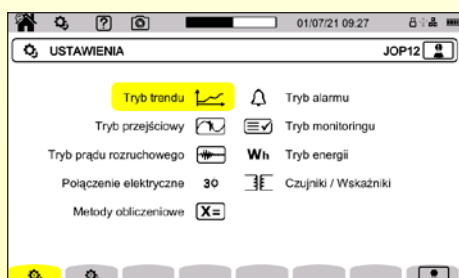 01/07/21 09:27
USTAWIENIA JOP12
Tryb trendu
Tryb alarmu
Tryb przejściowy
Tryb monitoringu
Tryb prądu rozruchowego
Wh Tryb energii
Połączenie elektryczne 3Φ
Czujniki / Wskaźniki
Metody obliczeniowe X=